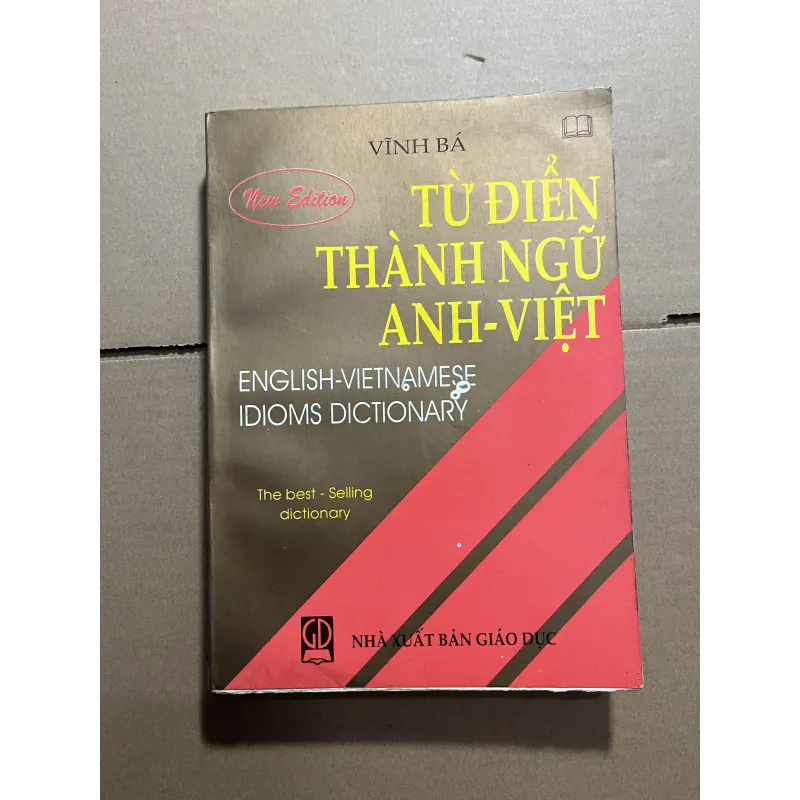 VĨNH BÁ
New Edition
TỪ ĐIỂN
THÀNH NGỮ
ANH-VIỆT
ENGLISH-VIETNAMESE
IDIOMS DICTIONARY
The best - Selling
dictionary
GD
NHÀ XUẤT BẢN GIÁO DỤC